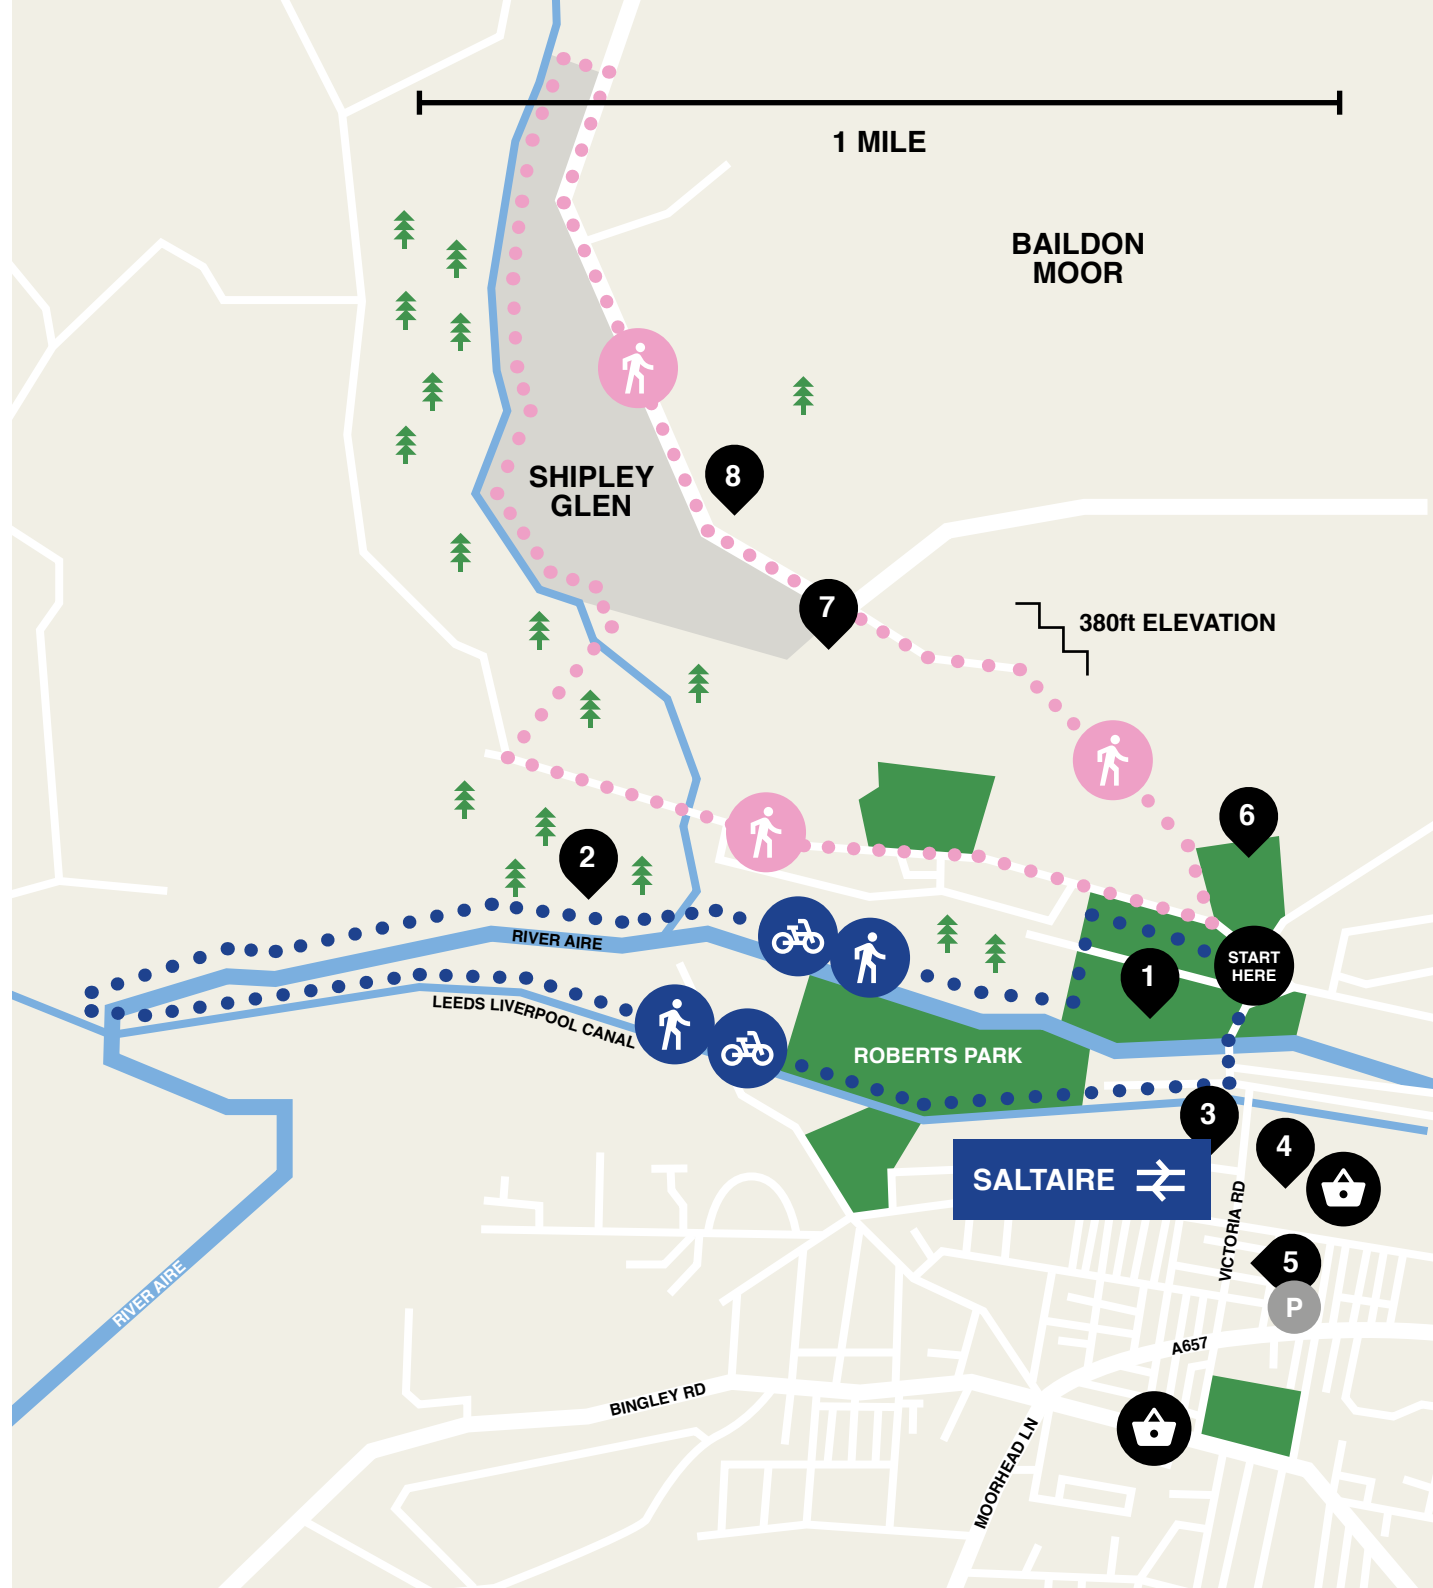 1 MILE
BAILDON
MOOR
SHIPLEY
GLEN
8
7
380ft ELEVATION
6
2
RIVER AIRE
START
HERE
1
LEEDS LIVERPOOL CANAL
ROBERTS PARK
3
4
SALTAIRE
VICTORIA RD
5
P
RIVER AIRE
A657
BINGLEY RD
MOORHEAD LN